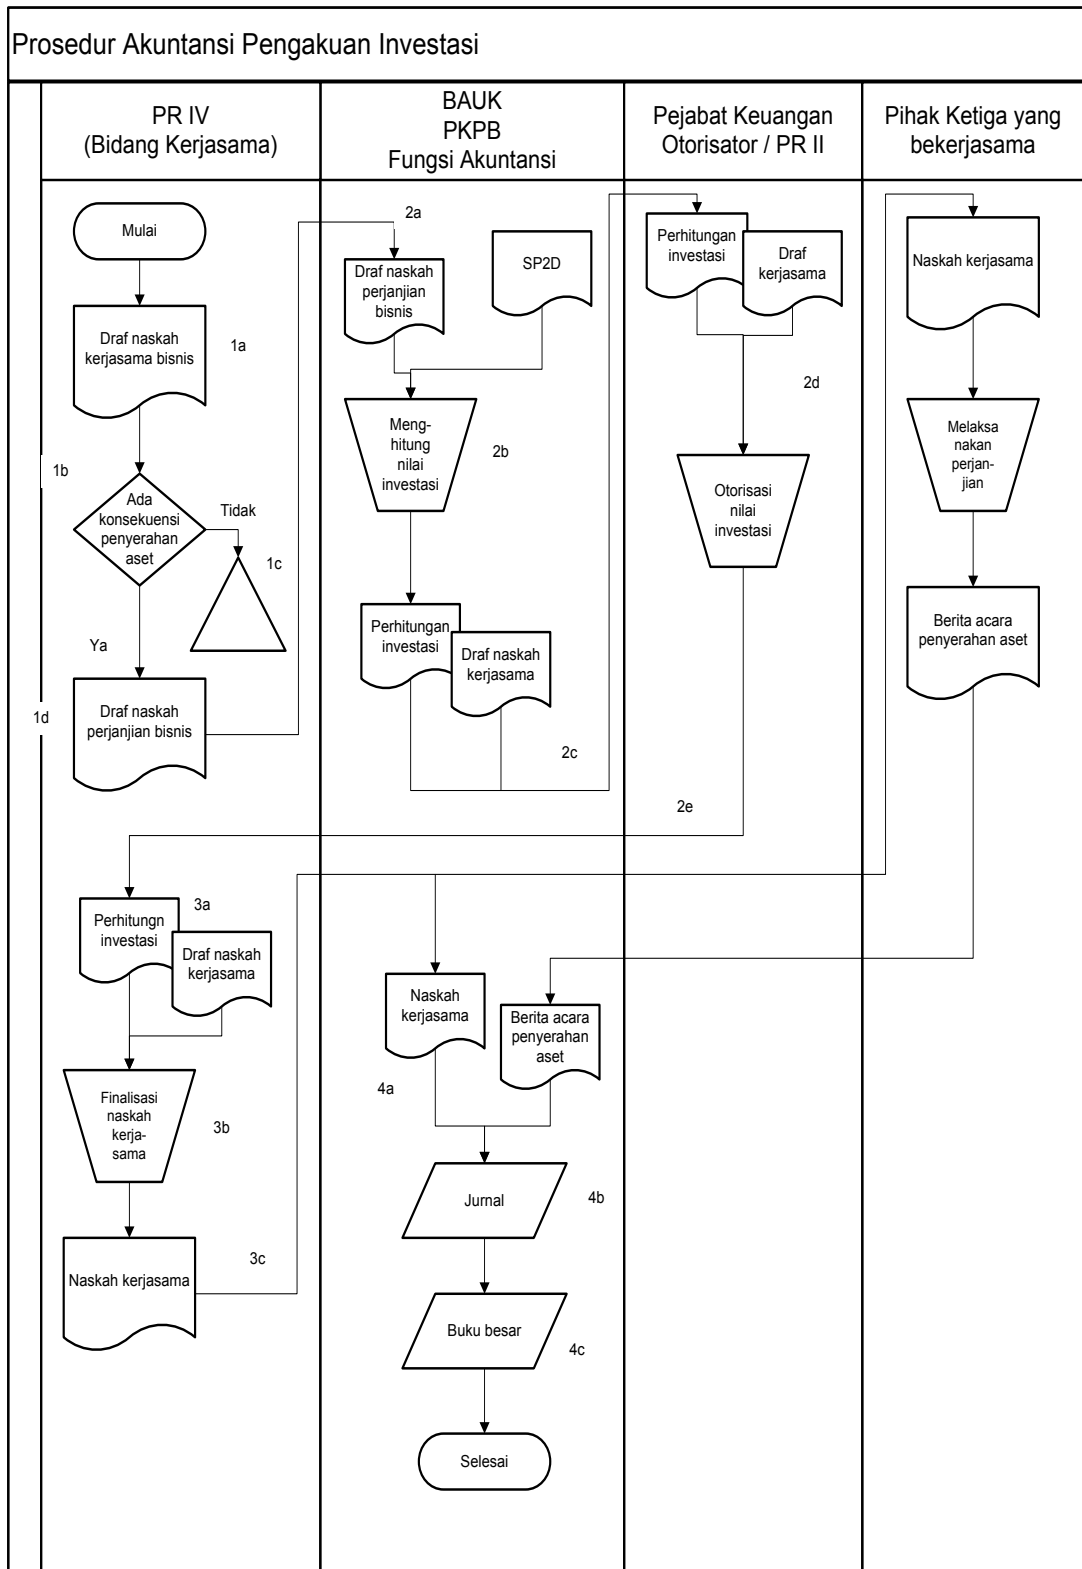 Prosedur Akuntansi Pengakuan Investasi
PR IV
(Bidang Kerjasama)
BAUK
PKPB
Fungsi Akuntansi
Pejabat Keuangan
Otorisator / PR II
Pihak Ketiga yang
bekerjasama
Mulai
Draf naskah
kerjasama bisnis
1a
1b
Ada
konsekuensi
penyerahan
aset
Tidak
1c
Ya
1d
Draf naskah
perjanjian bisnis
2a
Draf naskah
perjanjian
bisnis
SP2D
Meng-
hitung
nilai
investasi
2b
Perhitungan
investasi
Draf naskah
kerjasama
2c
Perhitungan
investasi
Draf
kerjasama
2d
Otorisasi
nilai
investasi
2e
Naskah kerjasama
Melaksa
nakan
perjan-
jian
Berita acara
penyerahan aset
3a
Perhitungn
investasi
Draf naskah
kerjasama
Finalisasi
naskah
kerja-
sama
3b
Naskah kerjasama
3c
Naskah
kerjasama
Berita acara
penyerahan
aset
4a
Jurnal
4b
Buku besar
4c
Selesai